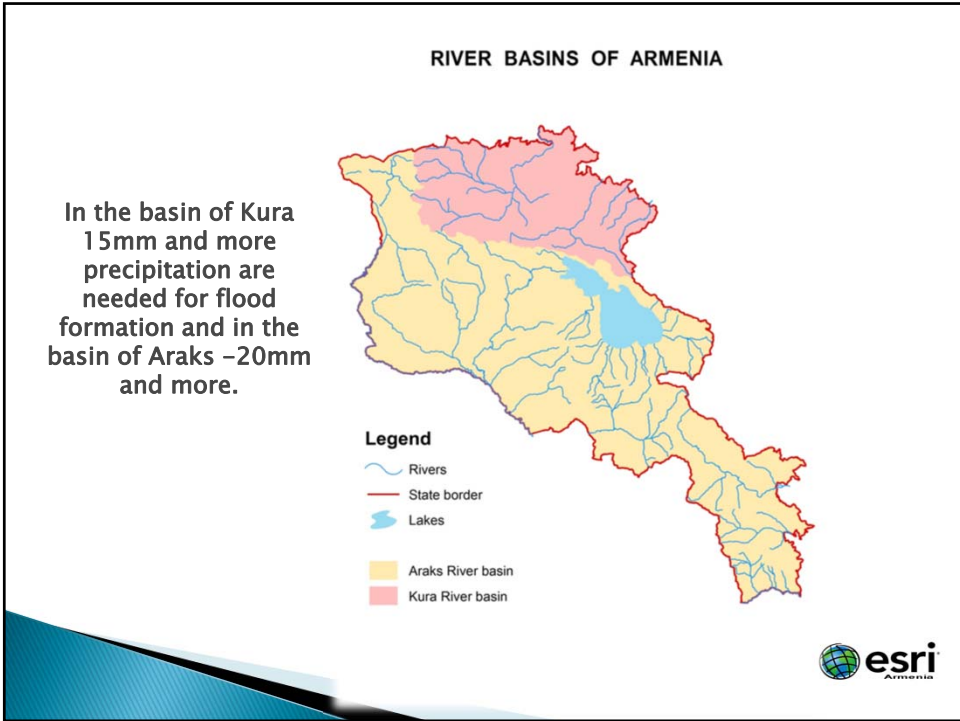 RIVER BASINS OF ARMENIA
In the basin of Kura
15mm and more
precipitation are
needed for flood
formation and in the
basin of Araks -20mm
and more.
Legend
Rivers
State border
Lakes
Araks River basin
Kura River basin
esri
Armenia